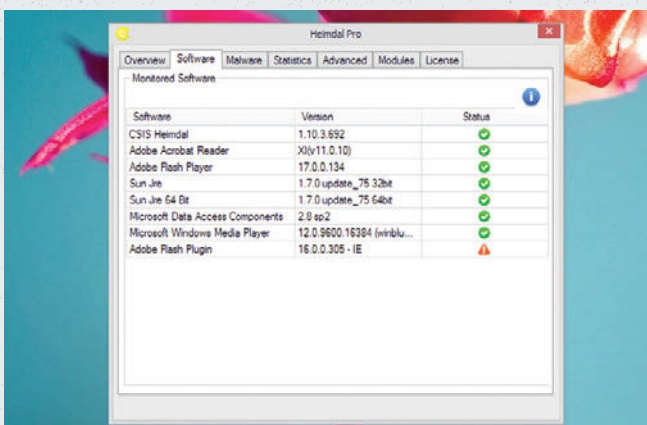 Heimdal Pro
Overview Software Malware Statistics Advanced Modules License
Monitored Software
Software Version Status
CSIS Heimdal 1.10.3.692
Adobe Acrobat Reader XI(v11.0.10)
Adobe Flash Player 17.0.0.134
Sun Jre 1.7.0 update_75 32bit
Sun Jre 64 Bit 1.7.0 update_75 64bit
Microsoft Data Access Components 2.8 sp2
Microsoft Windows Media Player 12.0.9600.16384 (winblu...
Adobe Flash Plugin 16.0.0.305 - IE